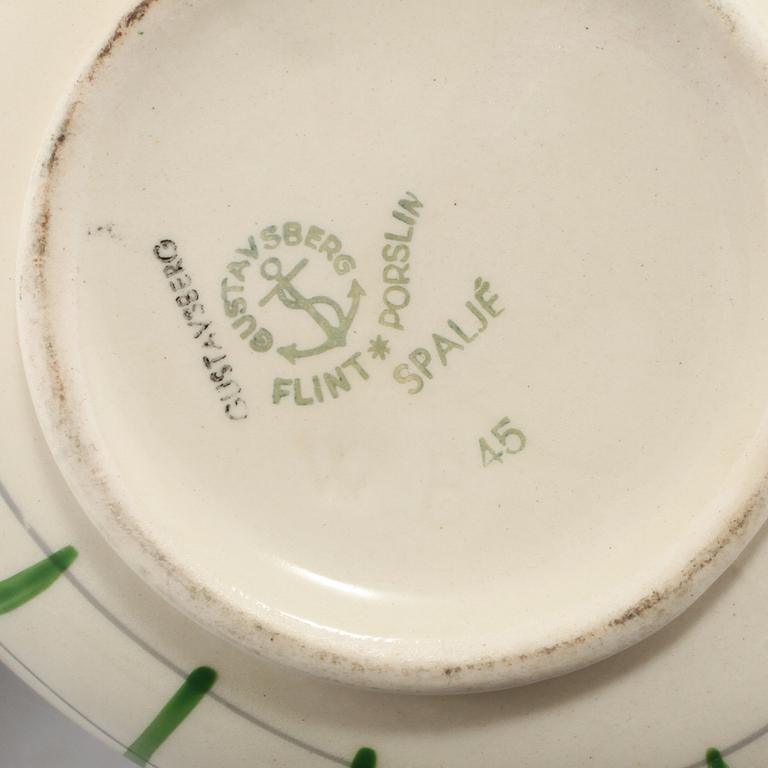 GUSTAVSBERG
GUSTAVSBERG
FLINT * PORSLIN
SPALJÉ
45